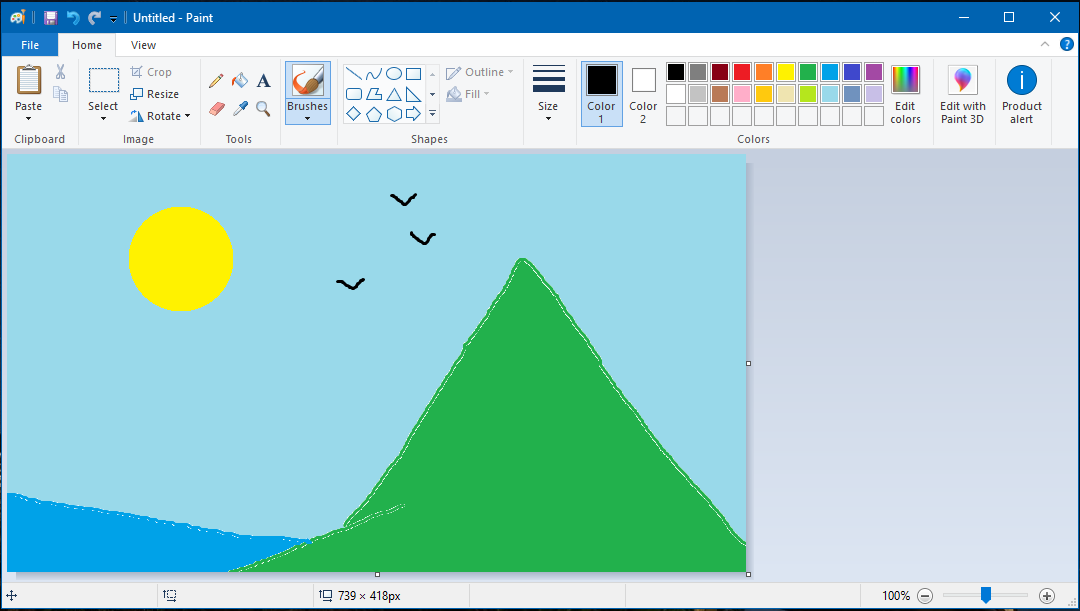 Untitled - Paint
File Home View
Paste
Clipboard
Select
Crop
Resize
Rotate
Image
A
Tools
Brushes
Outline
Fill
Shapes
Size
Color 1
Color 2
Edit colors
Colors
Edit with Paint 3D
Product alert
739 × 418px
100%